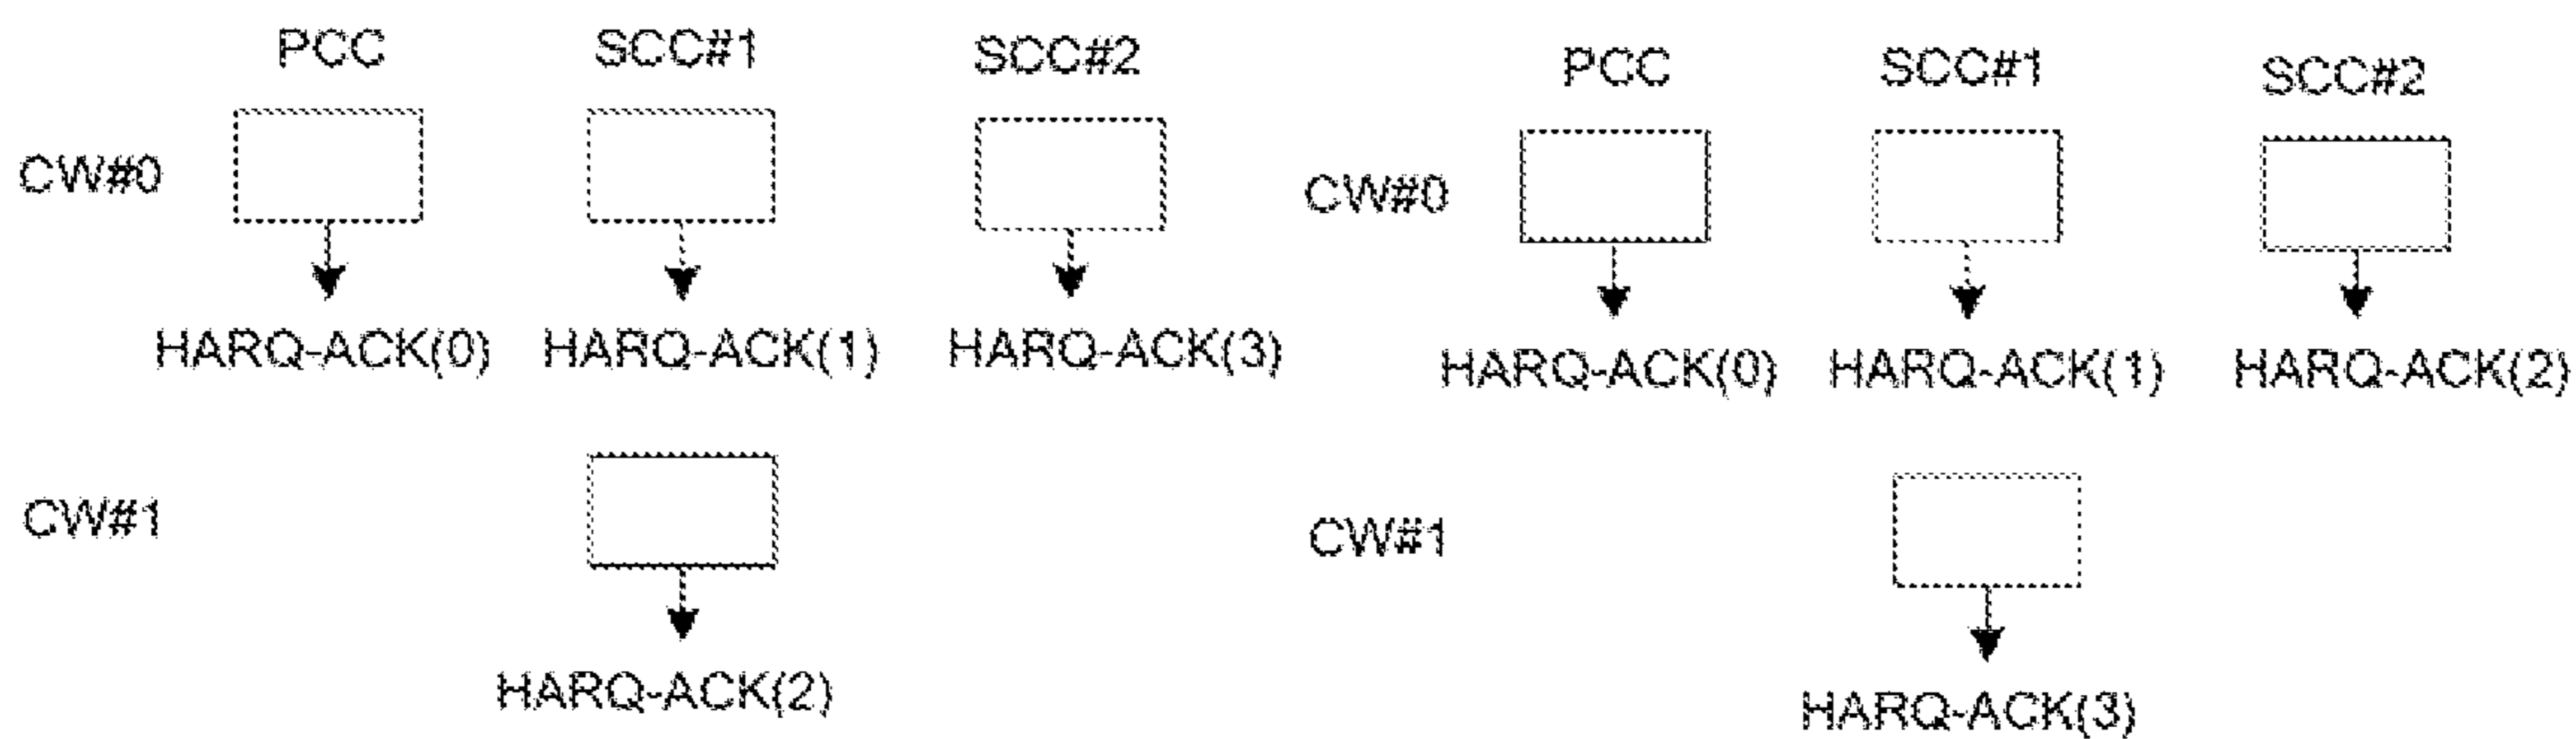 PCC SCC#1 SCC#2
CW#0
HARQ-ACK(0) HARQ-ACK(1) HARQ-ACK(3)
CW#1
HARQ-ACK(2)
PCC SCC#1 SCC#2
CW#0
HARQ-ACK(0) HARQ-ACK(1) HARQ-ACK(2)
CW#1
HARQ-ACK(3)